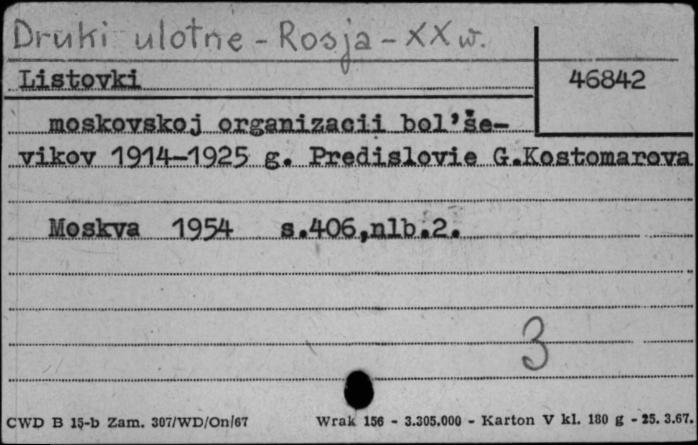 Druki ulotne - Rosja - XX w.
Listovki
46842
moskovskoj organizacii bol'še-
vikov 1914-1925 g. Predislovie G.Kostomarova
Moskva 1954 s.406,nlb.2.
3
CWD B 15-b Zam. 307/WD/On/67 Wrak 156 - 3.305.000 - Karton V kl. 180 g - 25. 3.67.